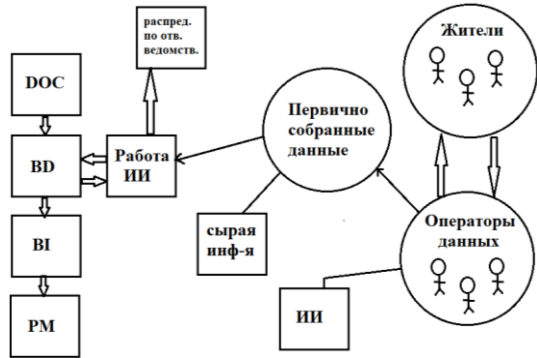 распред.
по отв.
ведомств.
Жители
DOC
Первично
собранные
данные
BD
Работа
ИИ
сырая
инф-я
Операторы
данных
BI
ИИ
PM